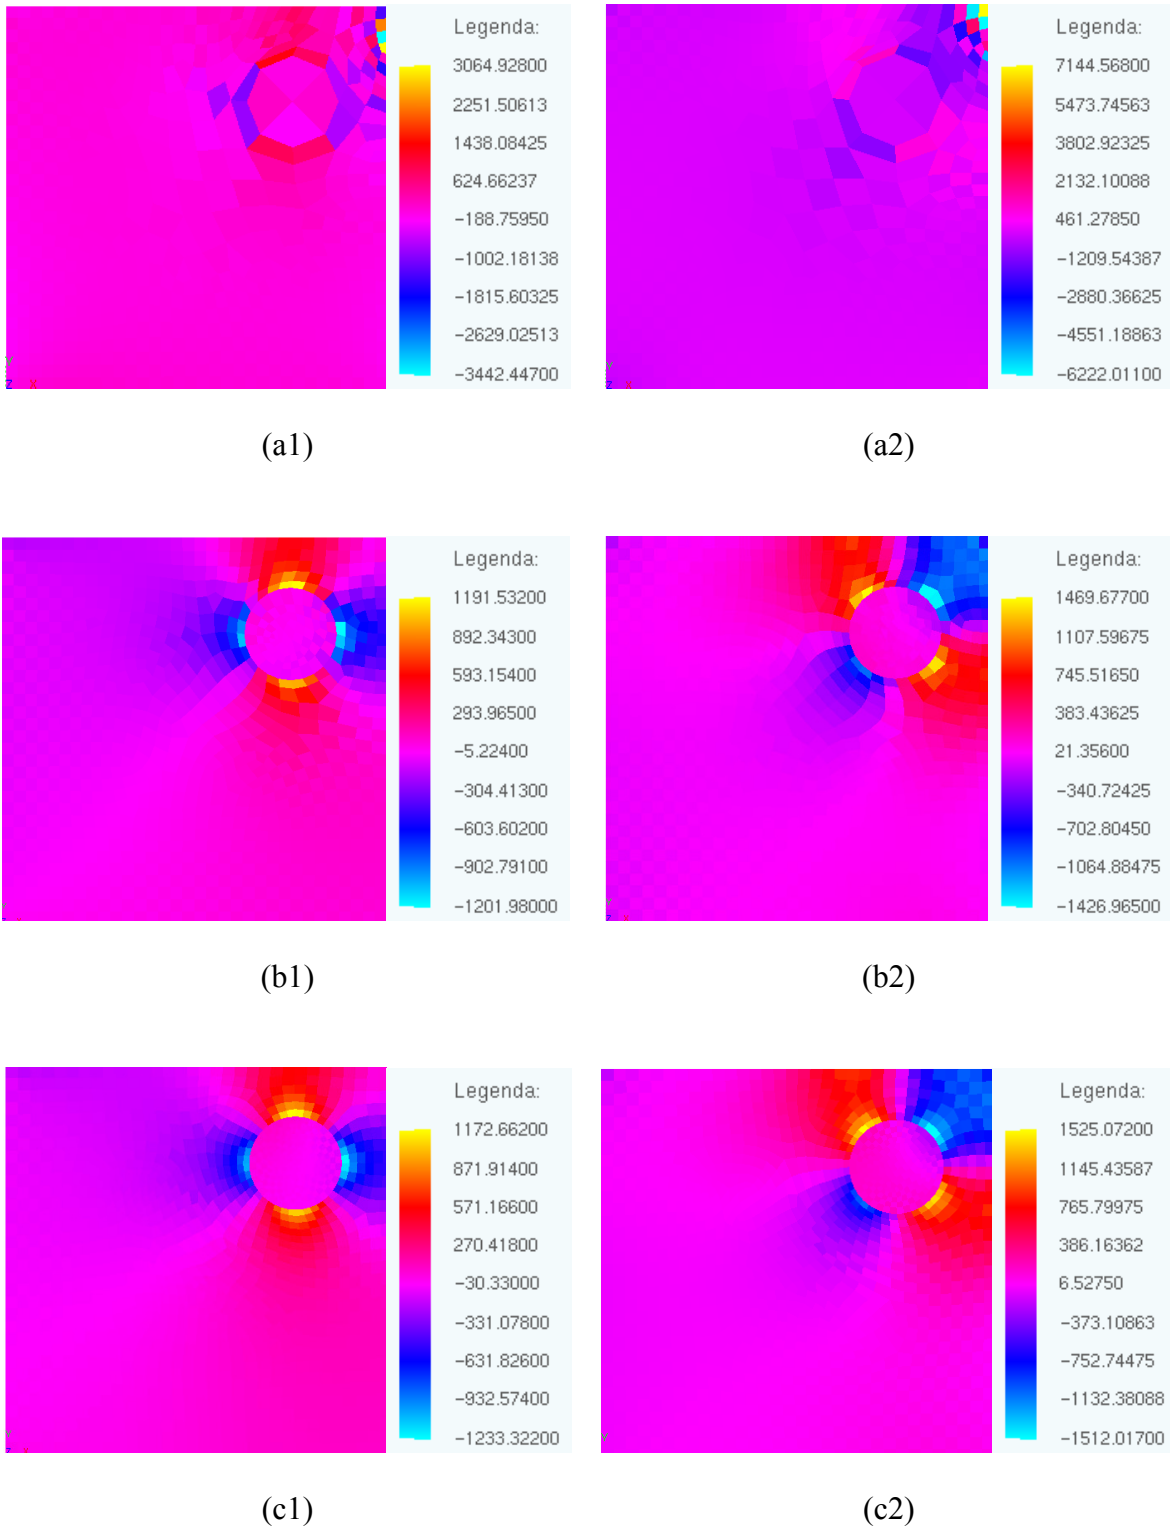 Legenda:
3064.92800
2251.50613
1438.08425
624.66237
-188.75950
-1002.18138
-1815.60325
-2629.02513
-3442.44700
Y
Z X
(a1)
Legenda:
7144.56800
5473.74563
3802.92325
2132.10088
461.27850
-1209.54387
-2880.36625
-4551.18863
-6222.01100
Y
Z X
(a2)
Legenda:
1191.53200
892.34300
593.15400
293.96500
-5.22400
-304.41300
-603.60200
-902.79100
-1201.98000
(b1)
Legenda:
1469.67700
1107.59675
745.51650
383.43625
21.35600
-340.72425
-702.80450
-1064.88475
-1426.96500
Y
Z X
(b2)
Legenda:
1172.66200
871.91400
571.16600
270.41800
-30.33000
-331.07800
-631.82600
-932.57400
-1233.32200
Y
Z X
(c1)
Legenda:
1525.07200
1145.43587
765.79975
386.16362
6.52750
-373.10863
-752.74475
-1132.38088
-1512.01700
Y
(c2)